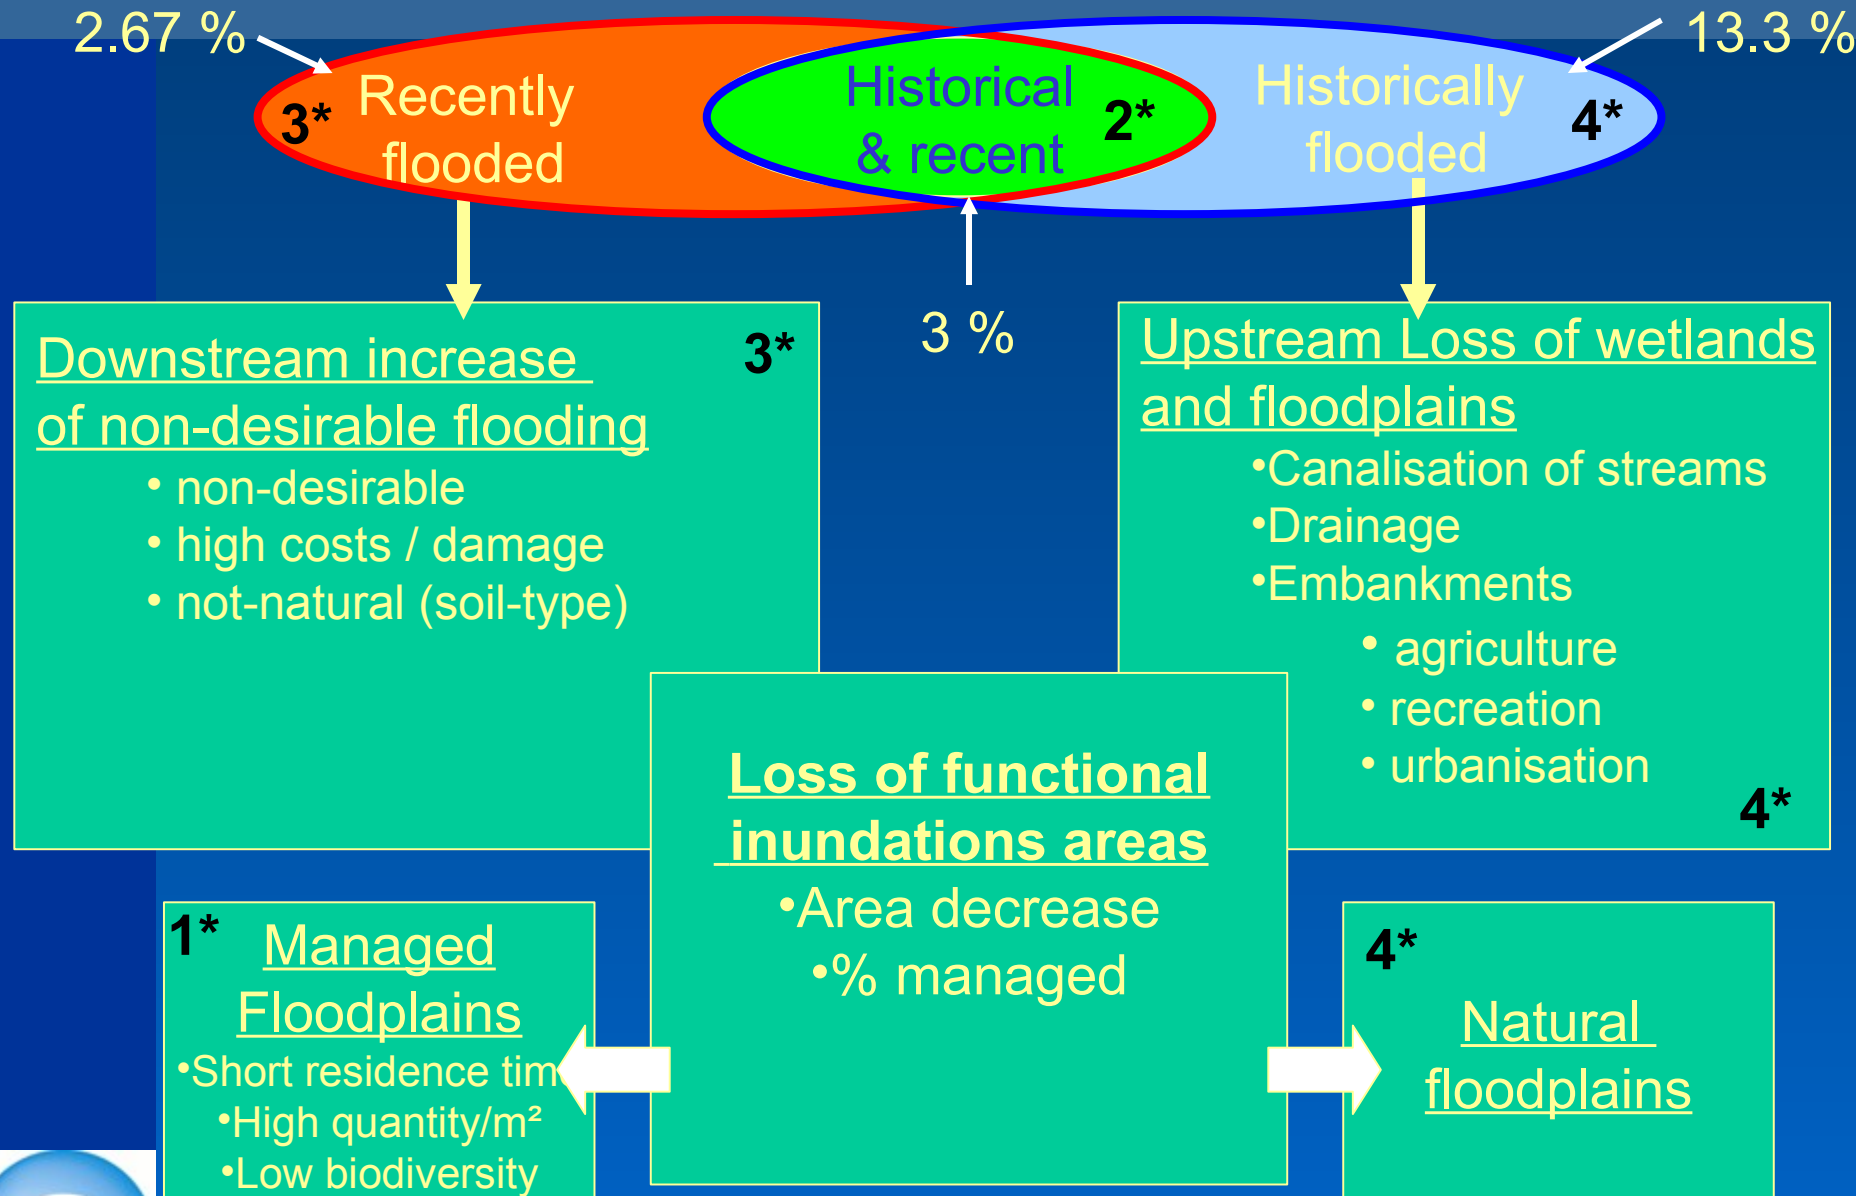 2.67 %
13.3 %
3*
Recently
flooded
Historical
& recent
2*
Historically
flooded
4*
3 %
Downstream increase
of non-desirable flooding
3*
• non-desirable
• high costs / damage
• not-natural (soil-type)
Upstream Loss of wetlands
and floodplains
•Canalisation of streams
•Drainage
•Embankments
• agriculture
• recreation
• urbanisation
4*
Loss of functional
inundations areas
•Area decrease
•% managed
1*
Managed
Floodplains
•Short residence tim
•High quantity/m²
•Low biodiversity
4*
Natural
floodplains